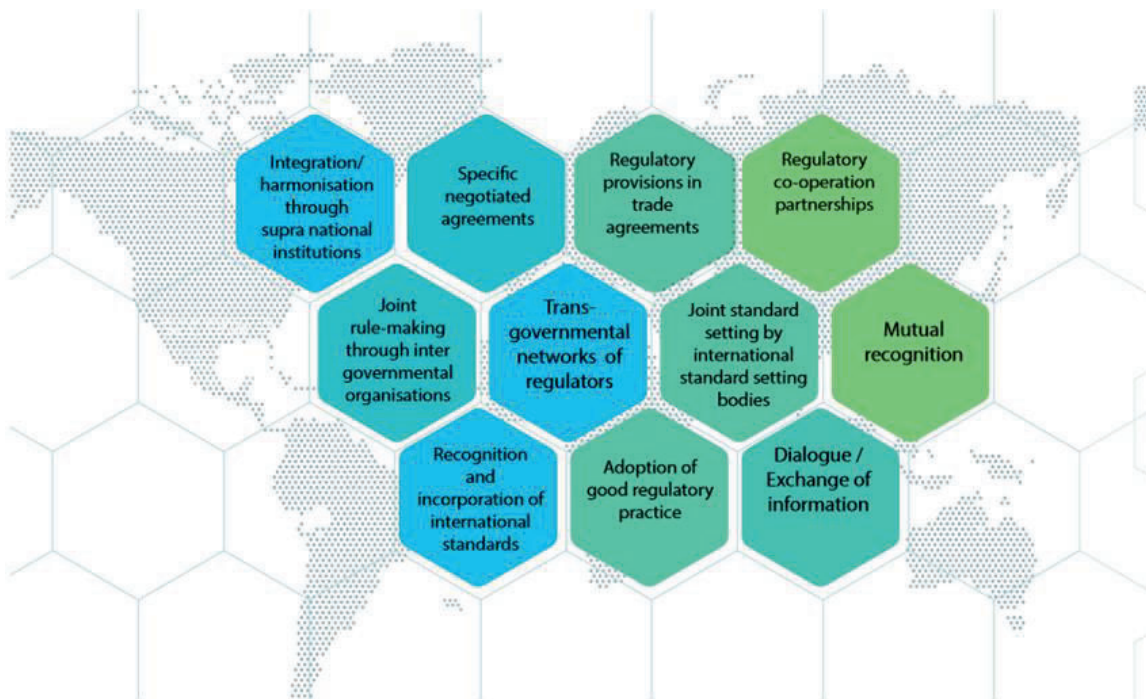 Integration/
harmonisation
through
supra national
institutions
Specific
negotiated
agreements
Regulatory
provisions in
trade
agreements
Regulatory
co-operation
partnerships
Joint
rule-making
through inter
governmental
organisations
Trans-
governmental
networks of
regulators
Joint standard
setting by
international
standard setting
bodies
Mutual
recognition
Recognition
and
incorporation of
international
standards
Adoption of
good regulatory
practice
Dialogue /
Exchange of
information